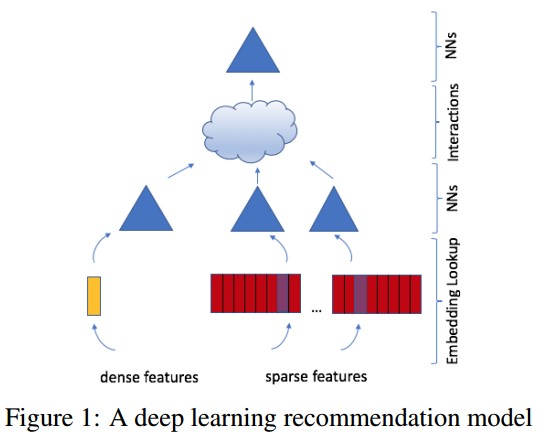 NNs
Interactions
NNs
Embedding Lookup
...
dense features
sparse features
Figure 1: A deep learning recommendation model